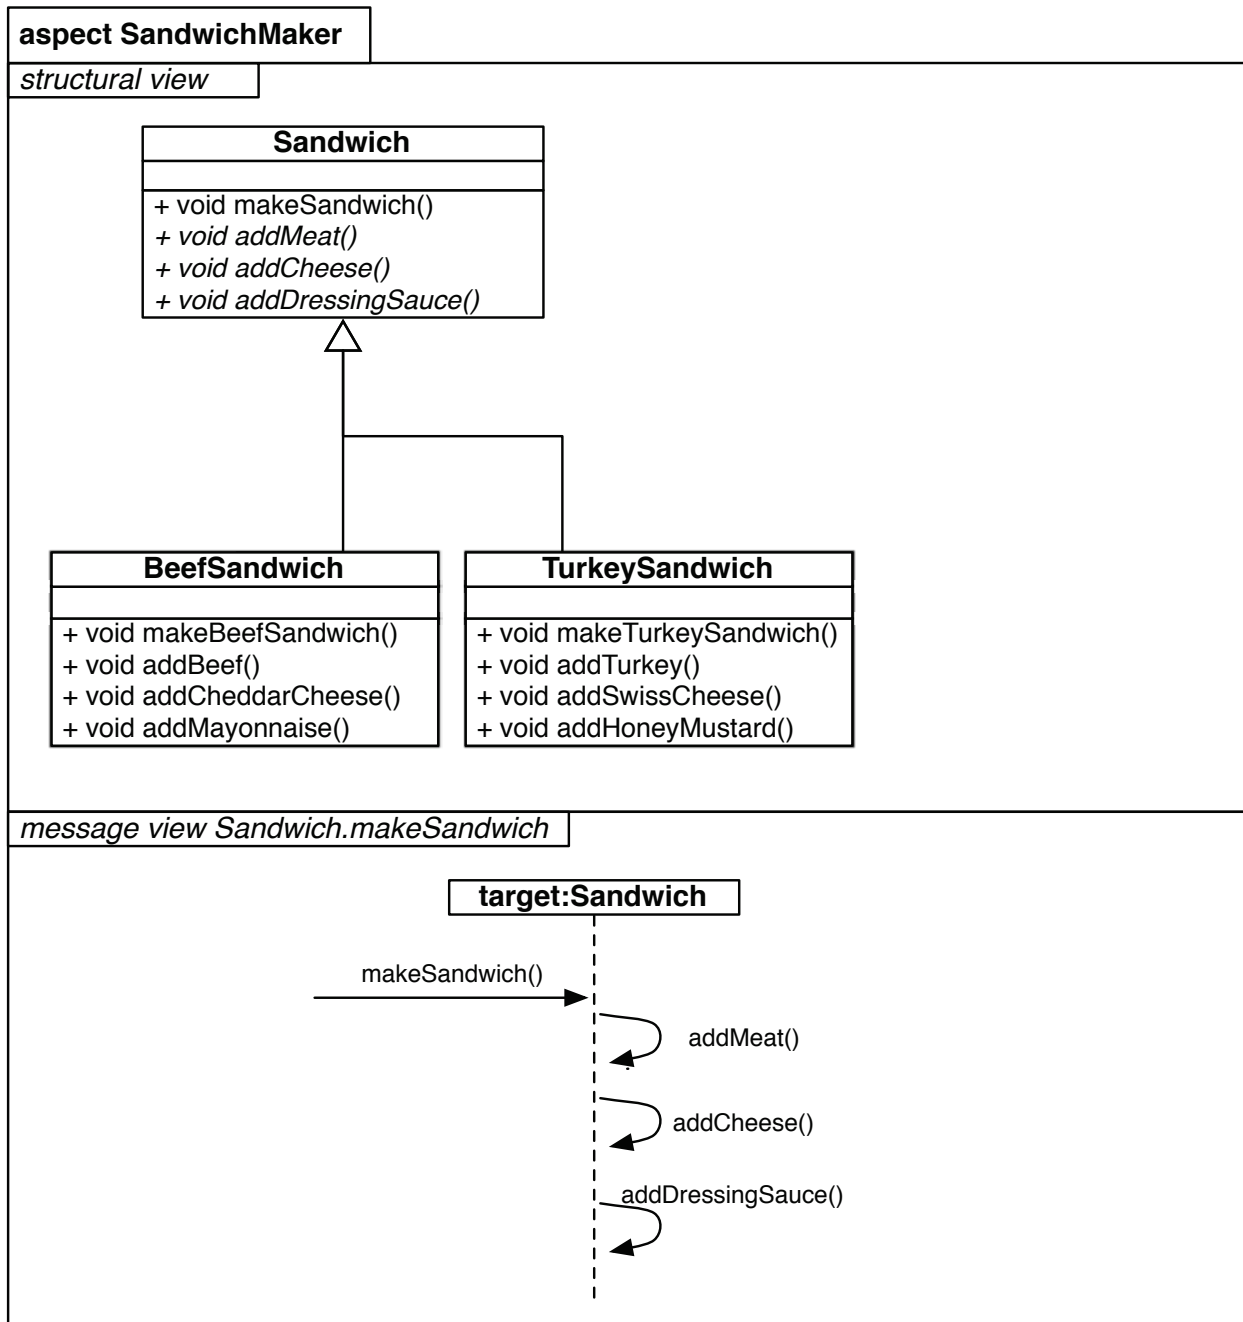 aspect SandwichMaker
structural view
Sandwich
+ void makeSandwich()
+ void addMeat()
+ void addCheese()
+ void addDressingSauce()
BeefSandwich
+ void makeBeefSandwich()
+ void addBeef()
+ void addCheddarCheese()
+ void addMayonnaise()
TurkeySandwich
+ void makeTurkeySandwich()
+ void addTurkey()
+ void addSwissCheese()
+ void addHoneyMustard()
message view Sandwich.makeSandwich
target:Sandwich
makeSandwich()
addMeat()
addCheese()
addDressingSauce()